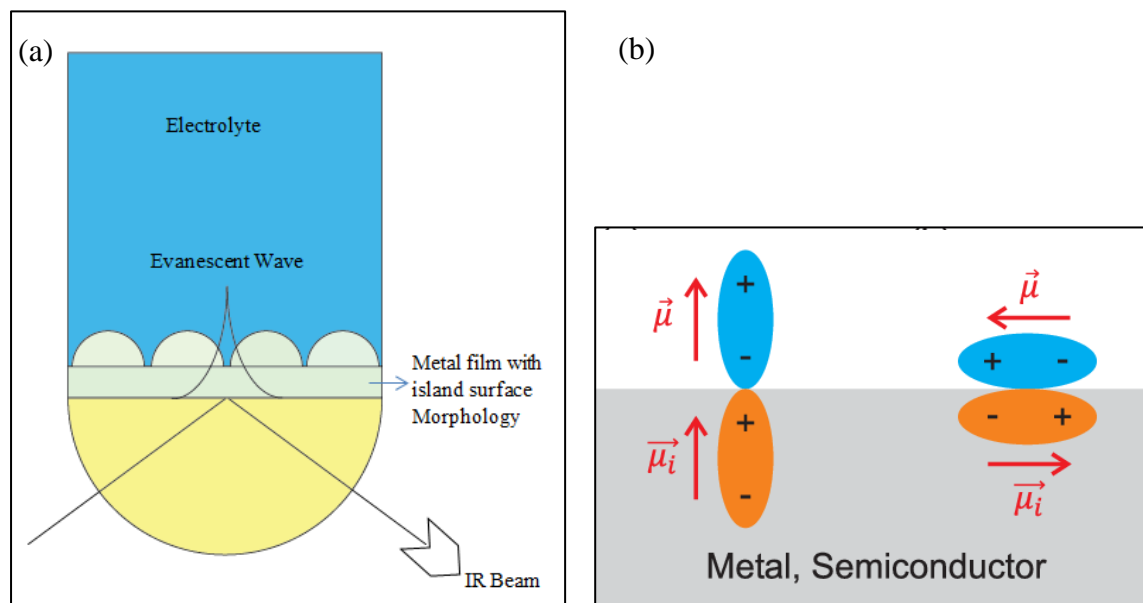 (a)
Electrolyte
Evanescent Wave
Metal film with
island surface
Morphology
IR Beam
(b)
+
-
μ⃗
+
-
μᵢ⃗
μ⃗
+ -
- +
μᵢ⃗
Metal, Semiconductor